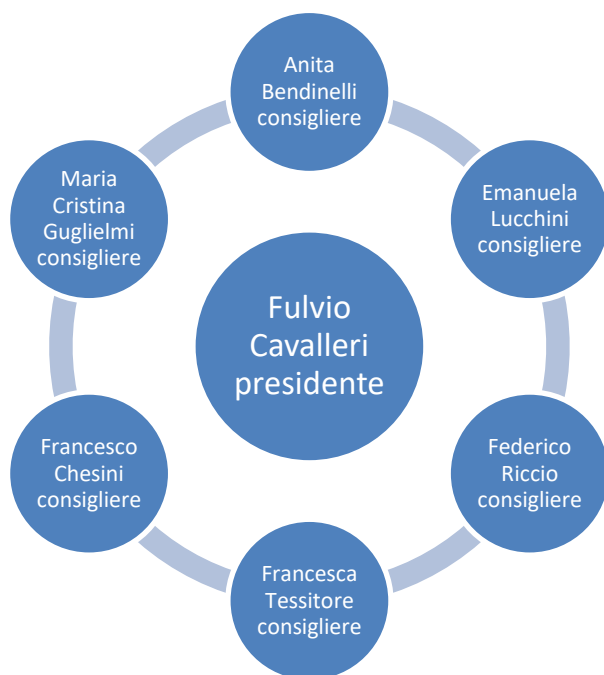 Anita
Bendinelli
consigliere
Emanuela
Lucchini
consigliere
Federico
Riccio
consigliere
Francesca
Tessitore
consigliere
Francesco
Chesini
consigliere
Maria
Cristina
Guglielmi
consigliere
Fulvio
Cavalleri
presidente